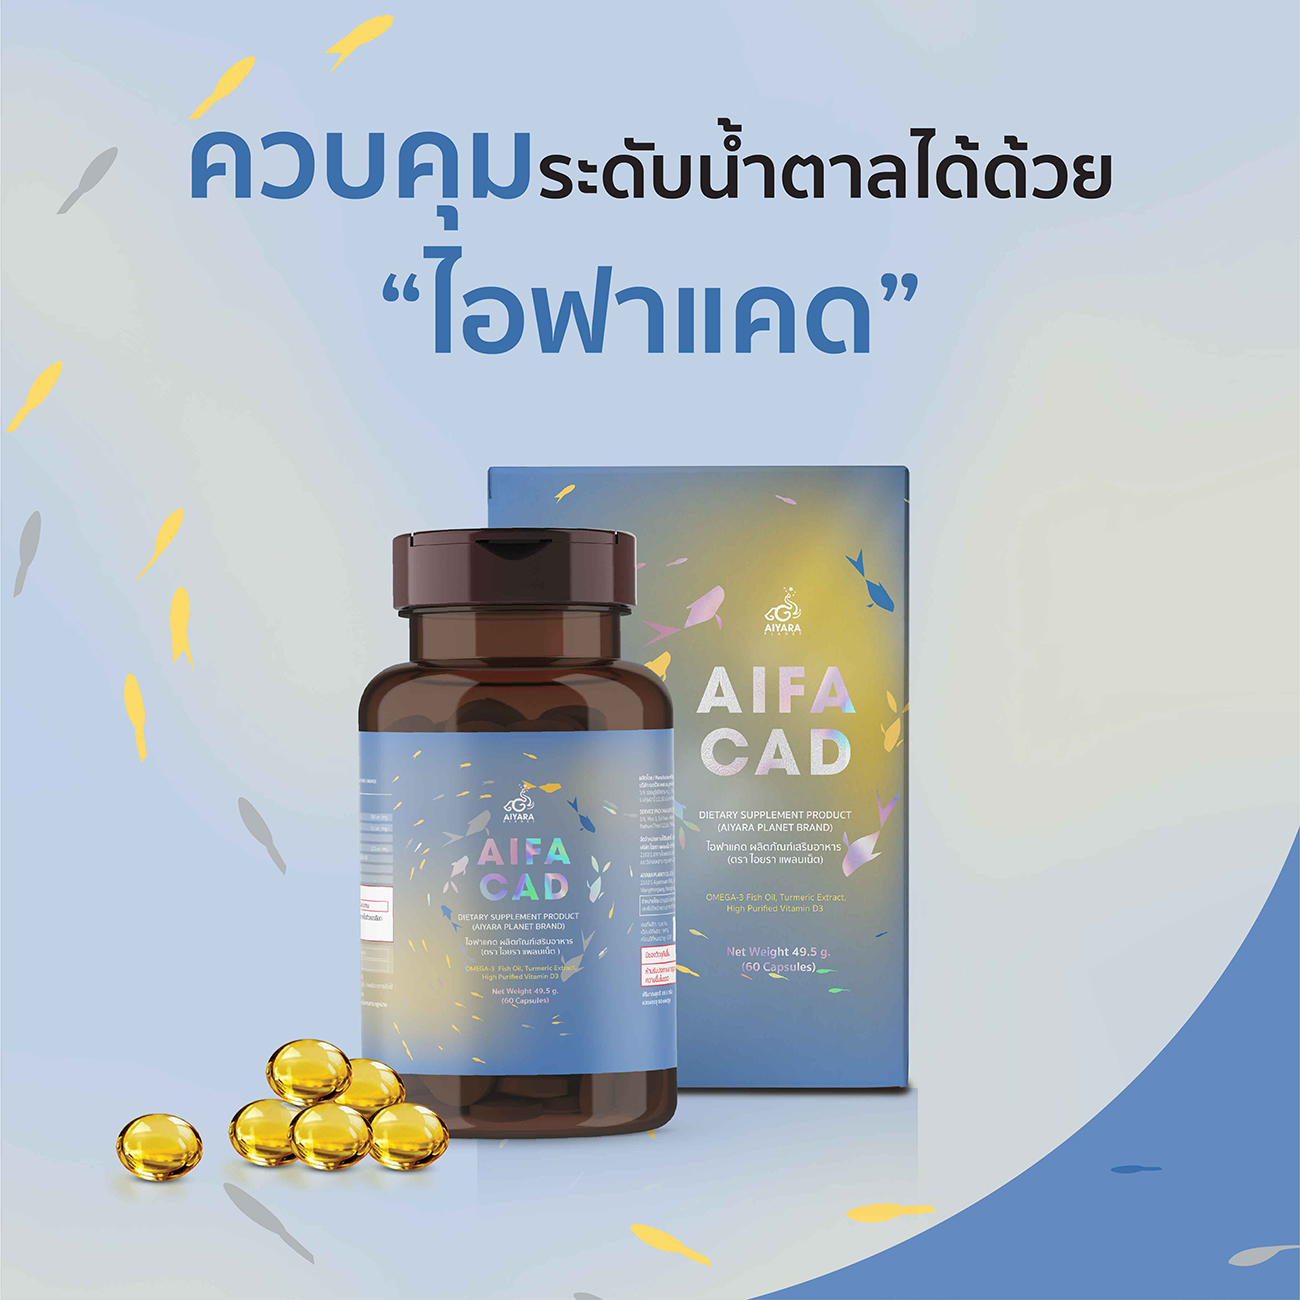 ควบคุมระดับน้ำตาลได้ด้วย
“ไอฟาแคด”
AIYARA
PLANET
AIFA
CAD
DIETARY SUPPLEMENT PRODUCT
(AIYARA PLANET BRAND)
ไอฟาแคด ผลิตภัณฑ์เสริมอาหาร
(ตรา ไอยรา แพลนเน็ต)
OMEGA-3 Fish Oil, Turmeric Extract,
High Purified Vitamin D3
Net Weight 49.5 g.
(60 Capsules)
AIYARA
PLANET
AIFA
CAD
DIETARY SUPPLEMENT PRODUCT
(AIYARA PLANET BRAND)
ไอฟาแคด ผลิตภัณฑ์เสริมอาหาร
(ตรา ไอยรา แพลนเน็ต)
OMEGA-3 Fish Oil, Turmeric Extract,
High Purified Vitamin D3
Net Weight 49.5 g.
(60 Capsules)